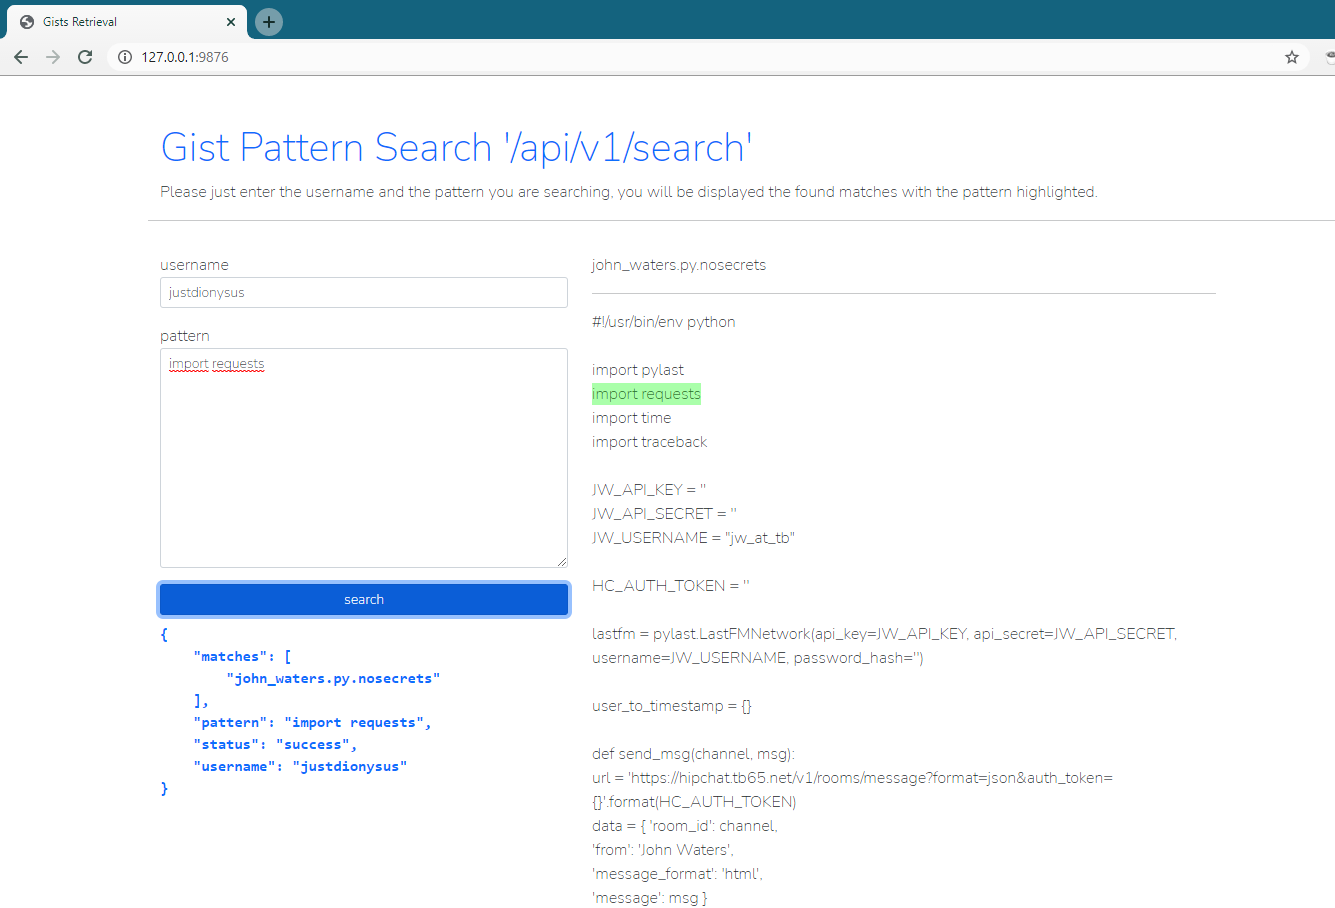 Gists Retrieval
127.0.0.1:9876
Gist Pattern Search '/api/v1/search'
Please just enter the username and the pattern you are searching, you will be displayed the found matches with the pattern highlighted.
username
justdionysus
pattern
import requests
search
{
"matches": [
"john_waters.py.nosecrets"
],
"pattern": "import requests",
"status": "success",
"username": "justdionysus"
}
john_waters.py.nosecrets
#!/usr/bin/env python
import pylast
import requests
import time
import traceback
JW_API_KEY = ''
JW_API_SECRET = ''
JW_USERNAME = "jw_at_tb"
HC_AUTH_TOKEN = ''
lastfm = pylast.LastFMNetwork(api_key=JW_API_KEY, api_secret=JW_API_SECRET,
username=JW_USERNAME, password_hash='')
user_to_timestamp = {}
def send_msg(channel, msg):
url = 'https://hipchat.tb65.net/v1/rooms/message?format=json&auth_token=
{}'.format(HC_AUTH_TOKEN)
data = { 'room_id': channel,
'from': 'John Waters',
'message_format': 'html',
'message': msg }